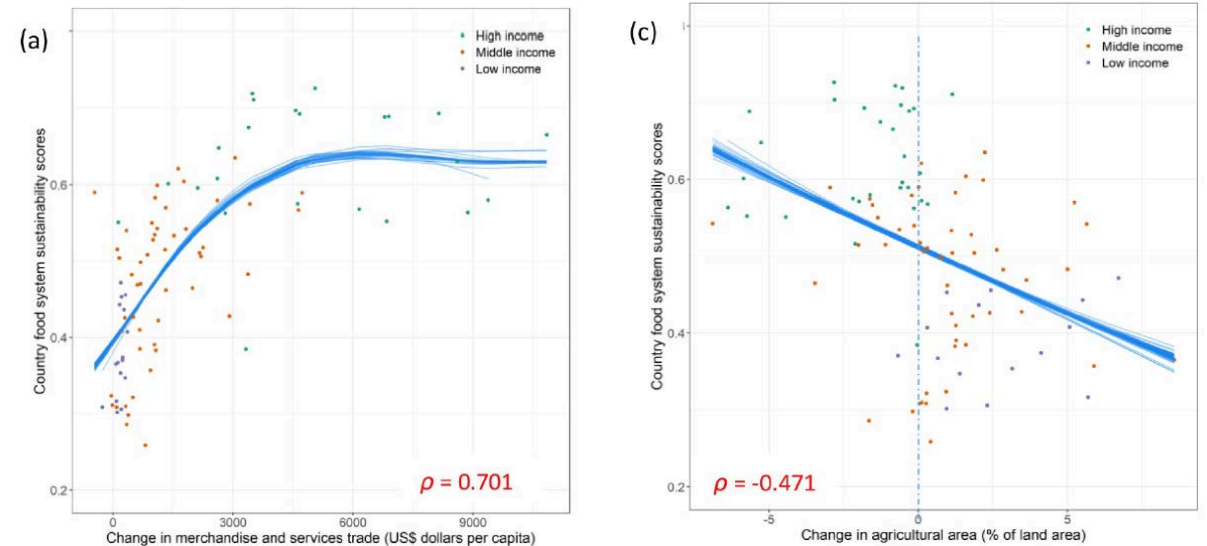 (a)
High income
Middle income
Low income
Country food system sustainability scores
0.6
0.4
0.2
ρ = 0.701
0
3000
6000
9000
Change in merchandise and services trade (US$ dollars per capita)
(c)
1
High income
Middle income
Low income
Country food system sustainability scores
0.6
0.4
0.2
ρ = -0.471
-5
0
5
Change in agricultural area (% of land area)